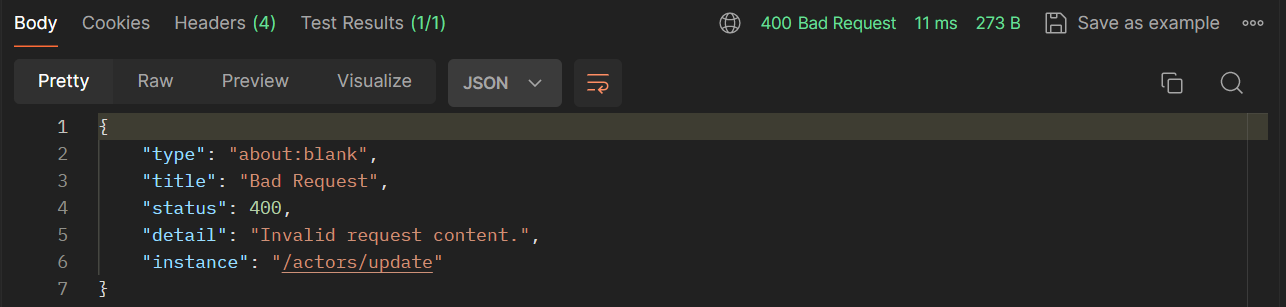 Body Cookies Headers (4) Test Results (1/1) 400 Bad Request 11 ms 273 B Save as example
Pretty Raw Preview Visualize JSON
1 {
2 "type": "about:blank",
3 "title": "Bad Request",
4 "status": 400,
5 "detail": "Invalid request content.",
6 "instance": "/actors/update"
7 }